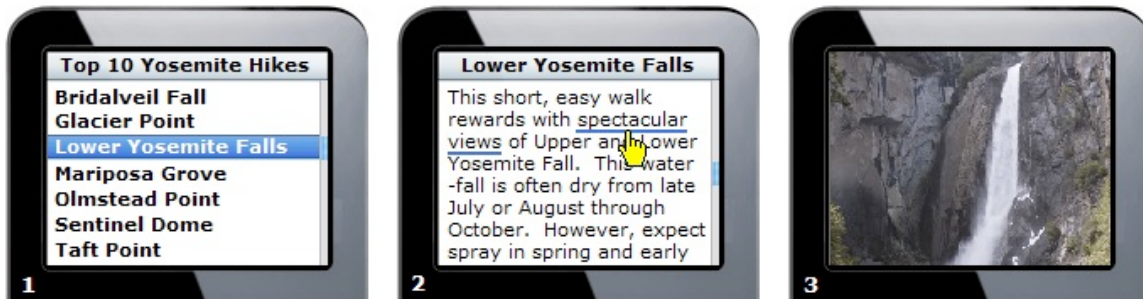 Top 10 Yosemite Hikes
Bridalveil Fall
Glacier Point
Lower Yosemite Falls
Mariposa Grove
Olmstead Point
Sentinel Dome
Taft Point
1
Lower Yosemite Falls
This short, easy walk
rewards with spectacular
views of Upper and Lower
Yosemite Fall.  This water
-fall is often dry from late
July or August through
October.  However, expect
spray in spring and early
2
3